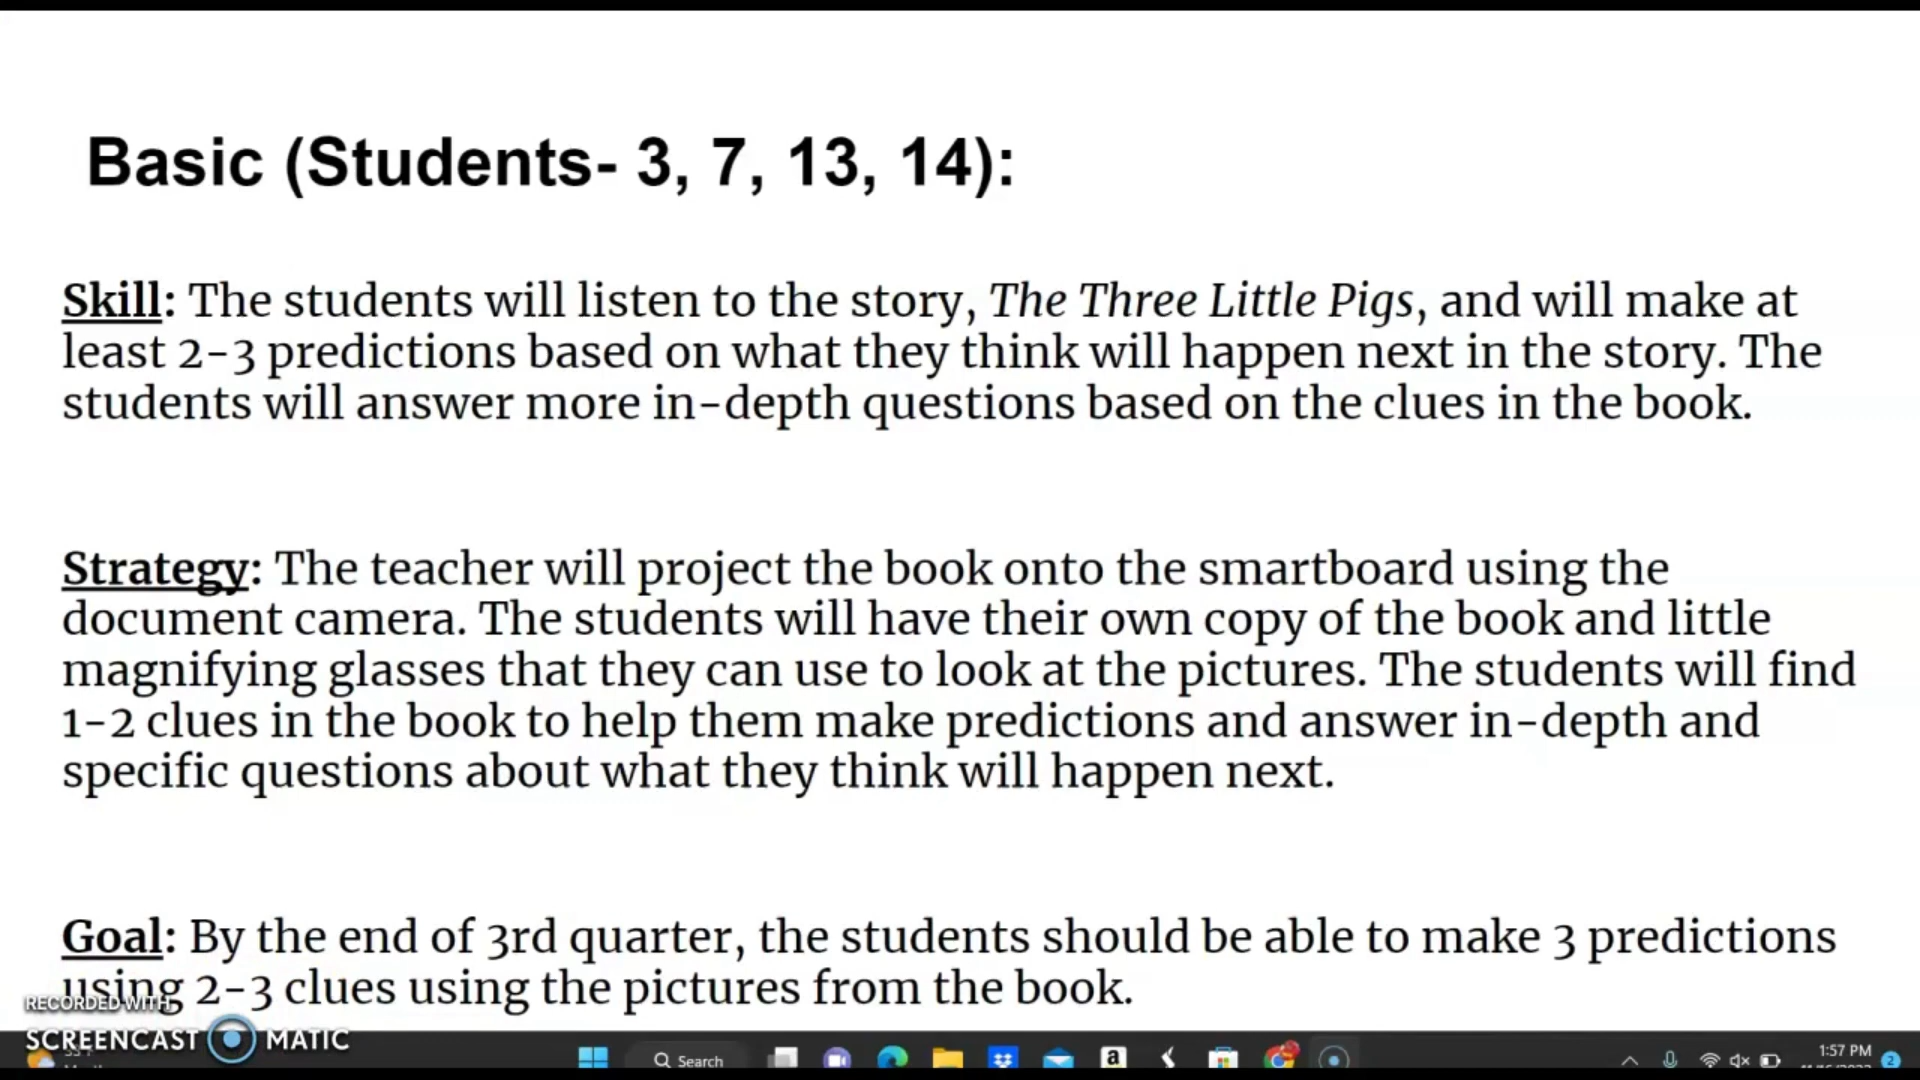 Basic (Students- 3, 7, 13, 14):
Skill: The students will listen to the story, The Three Little Pigs, and will make at
least 2-3 predictions based on what they think will happen next in the story. The
students will answer more in-depth questions based on the clues in the book.
Strategy: The teacher will project the book onto the smartboard using the
document camera. The students will have their own copy of the book and little
magnifying glasses that they can use to look at the pictures. The students will find
1-2 clues in the book to help them make predictions and answer in-depth and
specific questions about what they think will happen next.
Goal: By the end of 3rd quarter, the students should be able to make 3 predictions
using 2-3 clues using the pictures from the book.
RECORDED WITH
SCREENCAST MATIC
Search
a
1:57 PM
2